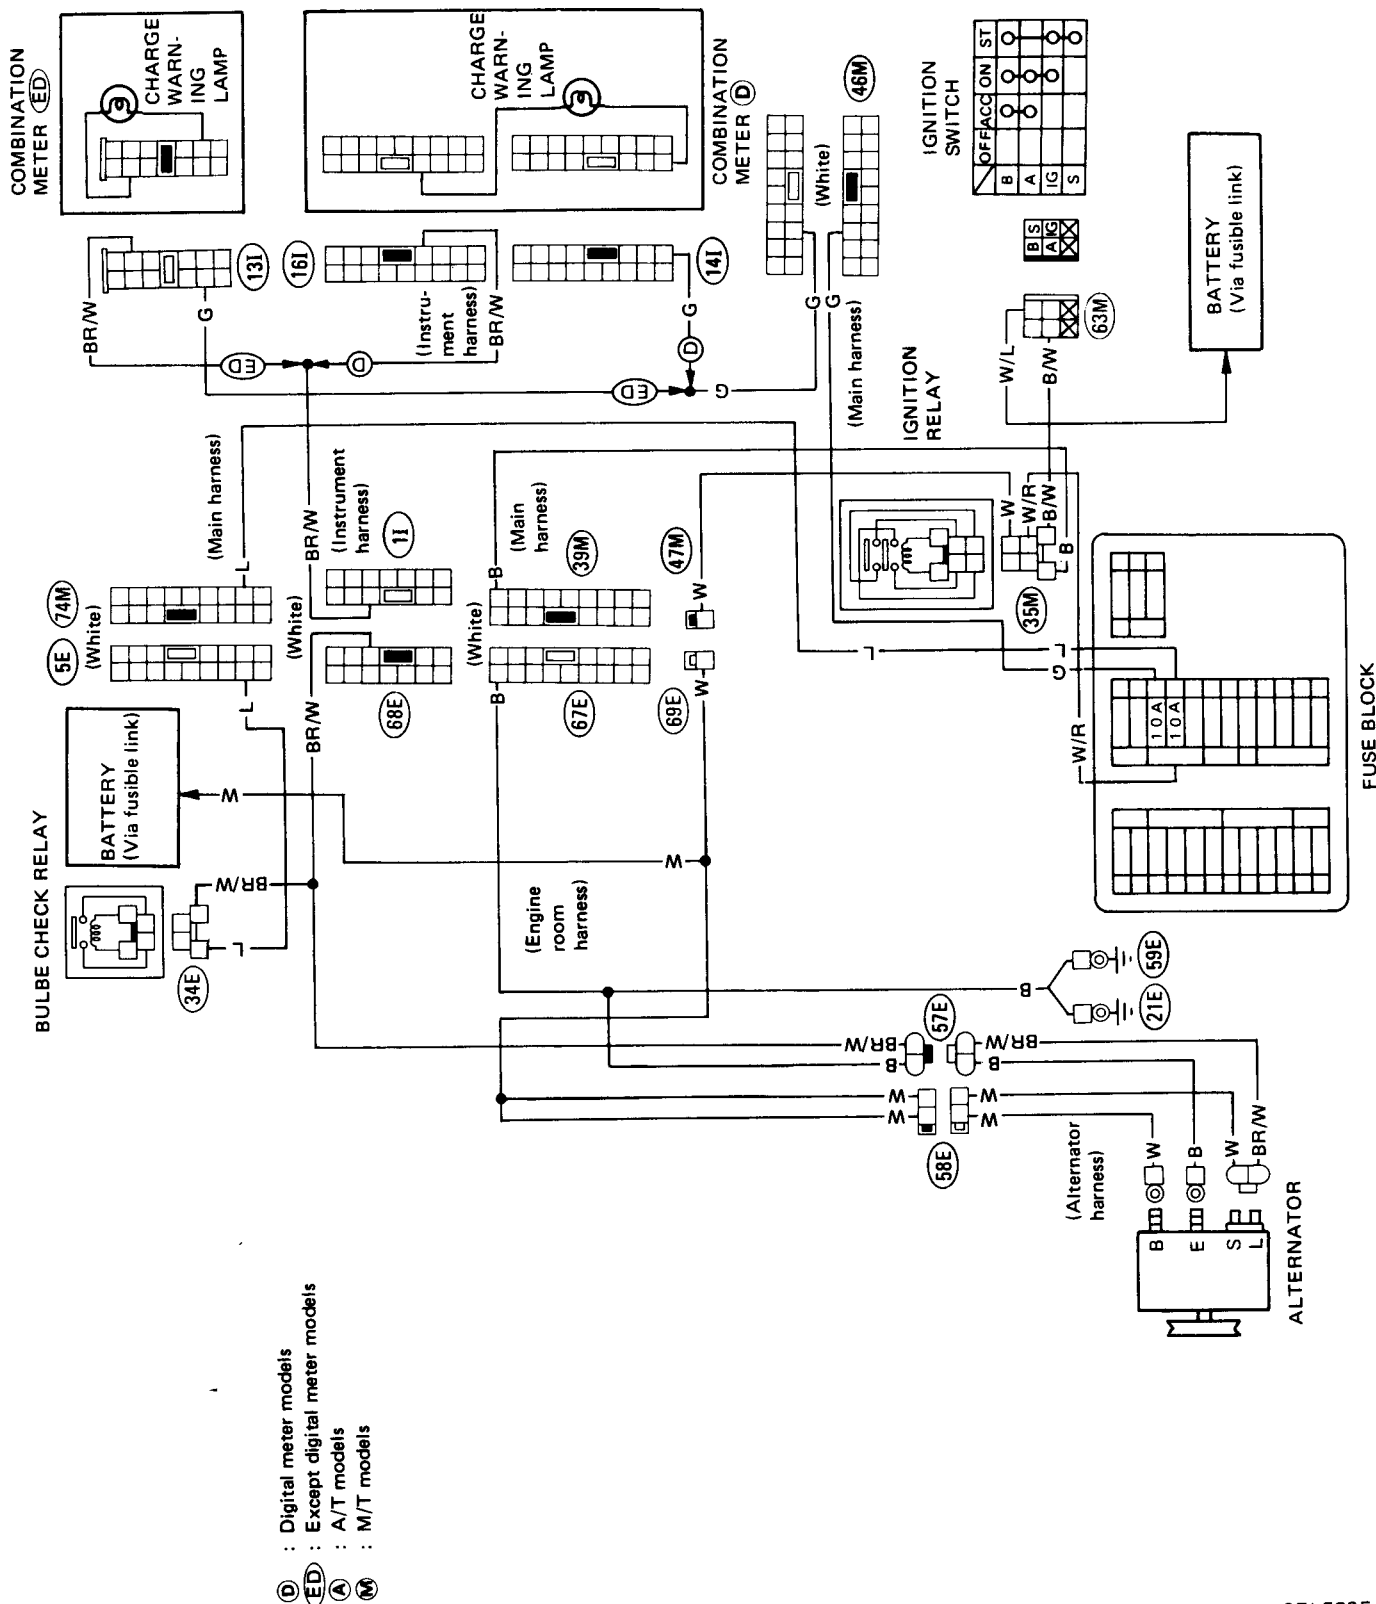 COMBINATION
METER ED
CHARGE
WARN-
ING
LAMP
CHARGE
WARN-
ING
LAMP
COMBINATION
METER D
46M
(White)
IGNITION
SWITCH
OFF ACC ON ST
B
A
IG
S
B S
A IG
BR/W
13I
G
16I
(Instru-
ment
harness)
BR/W
14I
G
ED
D
D
ED
G
G
G
(Main harness)
IGNITION
RELAY
W/L
B/W
63M
BATTERY
(Via fusible link)
5E
74M
(White)
(Main harness)
L
L
BR/W
(Instrument
harness)
1I
(White)
BR/W
68E
B
(Main
harness)
39M
(White)
B
67E
47M
W
69E
W
W
W/R
B/W
B
35M
L
L
G
W/R
10A
10A
FUSE BLOCK
BULBE CHECK RELAY
BATTERY
(Via fusible link)
W
BR/W
L
34E
(Engine
room
harness)
W
B
59E
21E
BR/W
B
57E
BR/W
B
W
W
58E
W
W
(Alternator
harness)
W
B
W
BR/W
B
E
S
L
ALTERNATOR
D : Digital meter models
ED : Except digital meter models
A : A/T models
M : M/T models